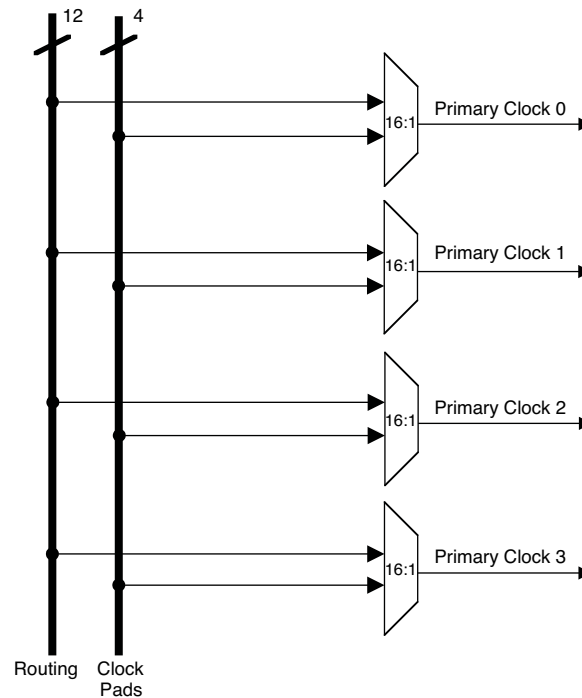 12
4
16:1
Primary Clock 0
16:1
Primary Clock 1
16:1
Primary Clock 2
16:1
Primary Clock 3
Routing
Clock
Pads